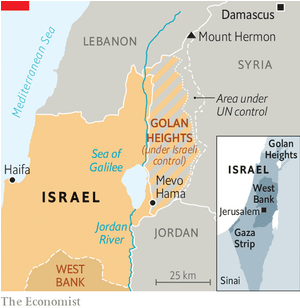 Damascus
Mount Hermon
LEBANON
Mediterranean Sea
SYRIA
Area under
UN control
GOLAN
HEIGHTS
(under Israeli
control)
Sea of
Galilee
Haifa
Mevo
Hama
ISRAEL
Jordan
River
JORDAN
WEST
BANK
25 km
Golan
Heights
ISRAEL
West
Bank
Jerusalem
Gaza
Strip
Sinai
The Economist